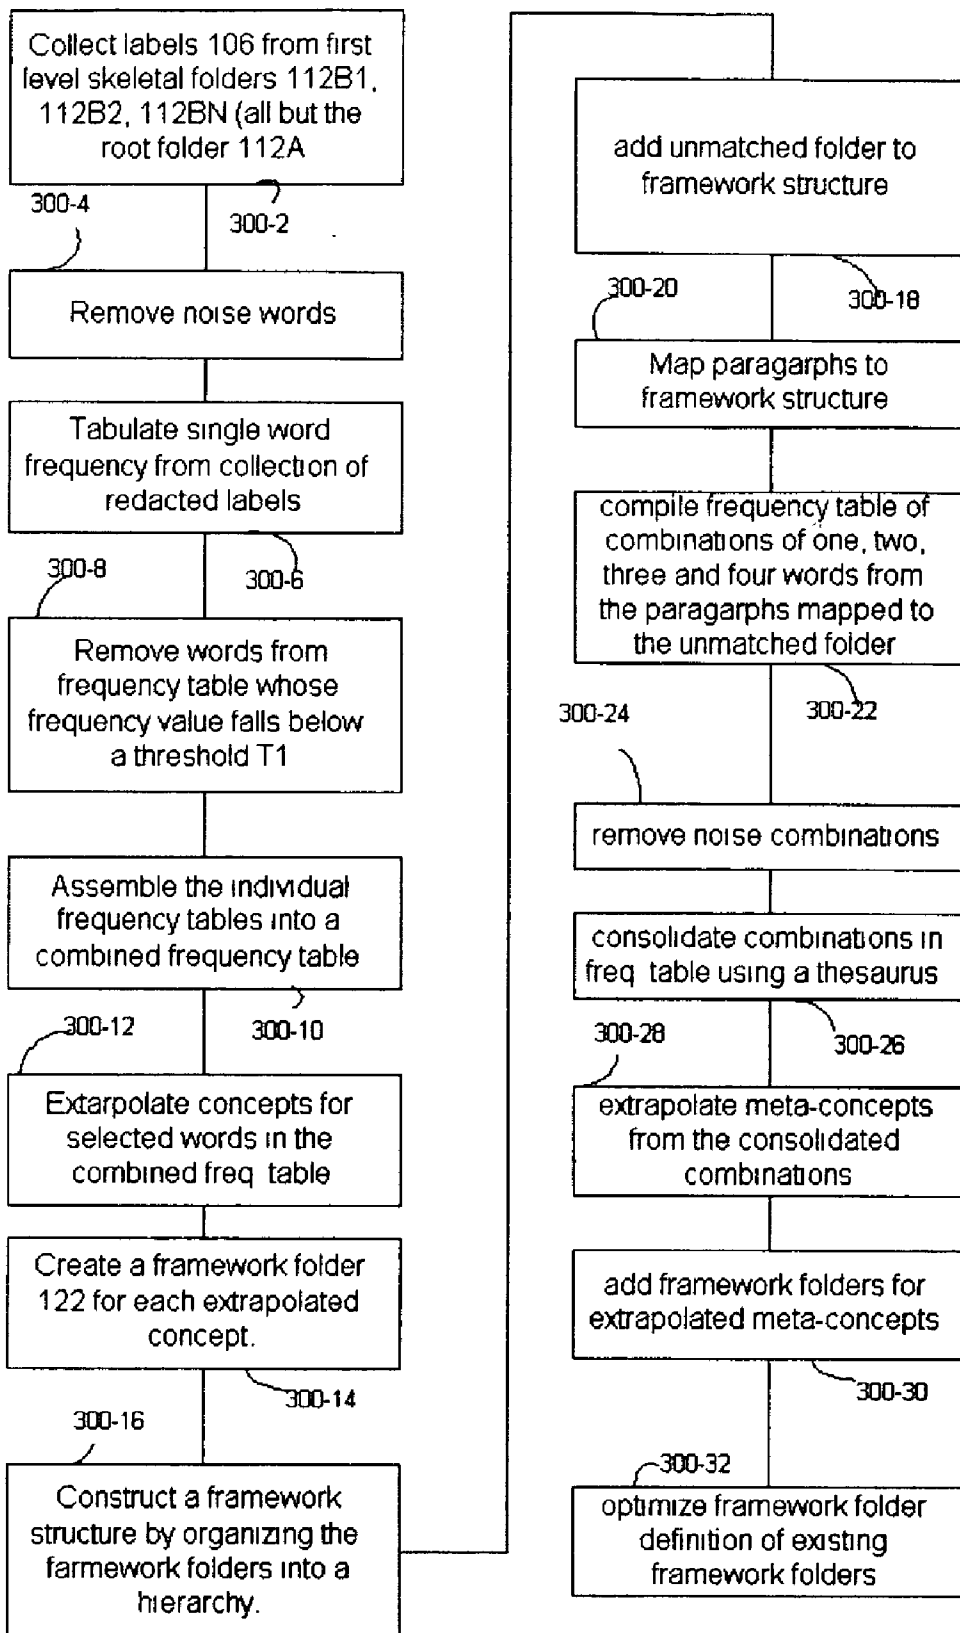 Collect labels 106 from first
level skeletal folders 112B1,
112B2, 112BN (all but the
root folder 112A
300-4
300-2
Remove noise words
Tabulate single word
frequency from collection of
redacted labels
300-8
300-6
Remove words from
frequency table whose
frequency value falls below
a threshold T1
Assemble the individual
frequency tables into a
combined frequency table
300-12
300-10
Extarpolate concepts for
selected words in the
combined freq table
Create a framework folder
122 for each extrapolated
concept.
300-14
300-16
Construct a framework
structure by organizing the
farmework folders into a
hierarchy.
add unmatched folder to
framework structure
300-20
300-18
Map paragarphs to
framework structure
compile frequency table of
combinations of one, two,
three and four words from
the paragarphs mapped to
the unmatched folder
300-24
300-22
remove noise combinations
consolidate combinations in
freq table using a thesaurus
300-28
300-26
extrapolate meta-concepts
from the consolidated
combinations
add framework folders for
extrapolated meta-concepts
300-30
300-32
optimize framework folder
definition of existing
framework folders